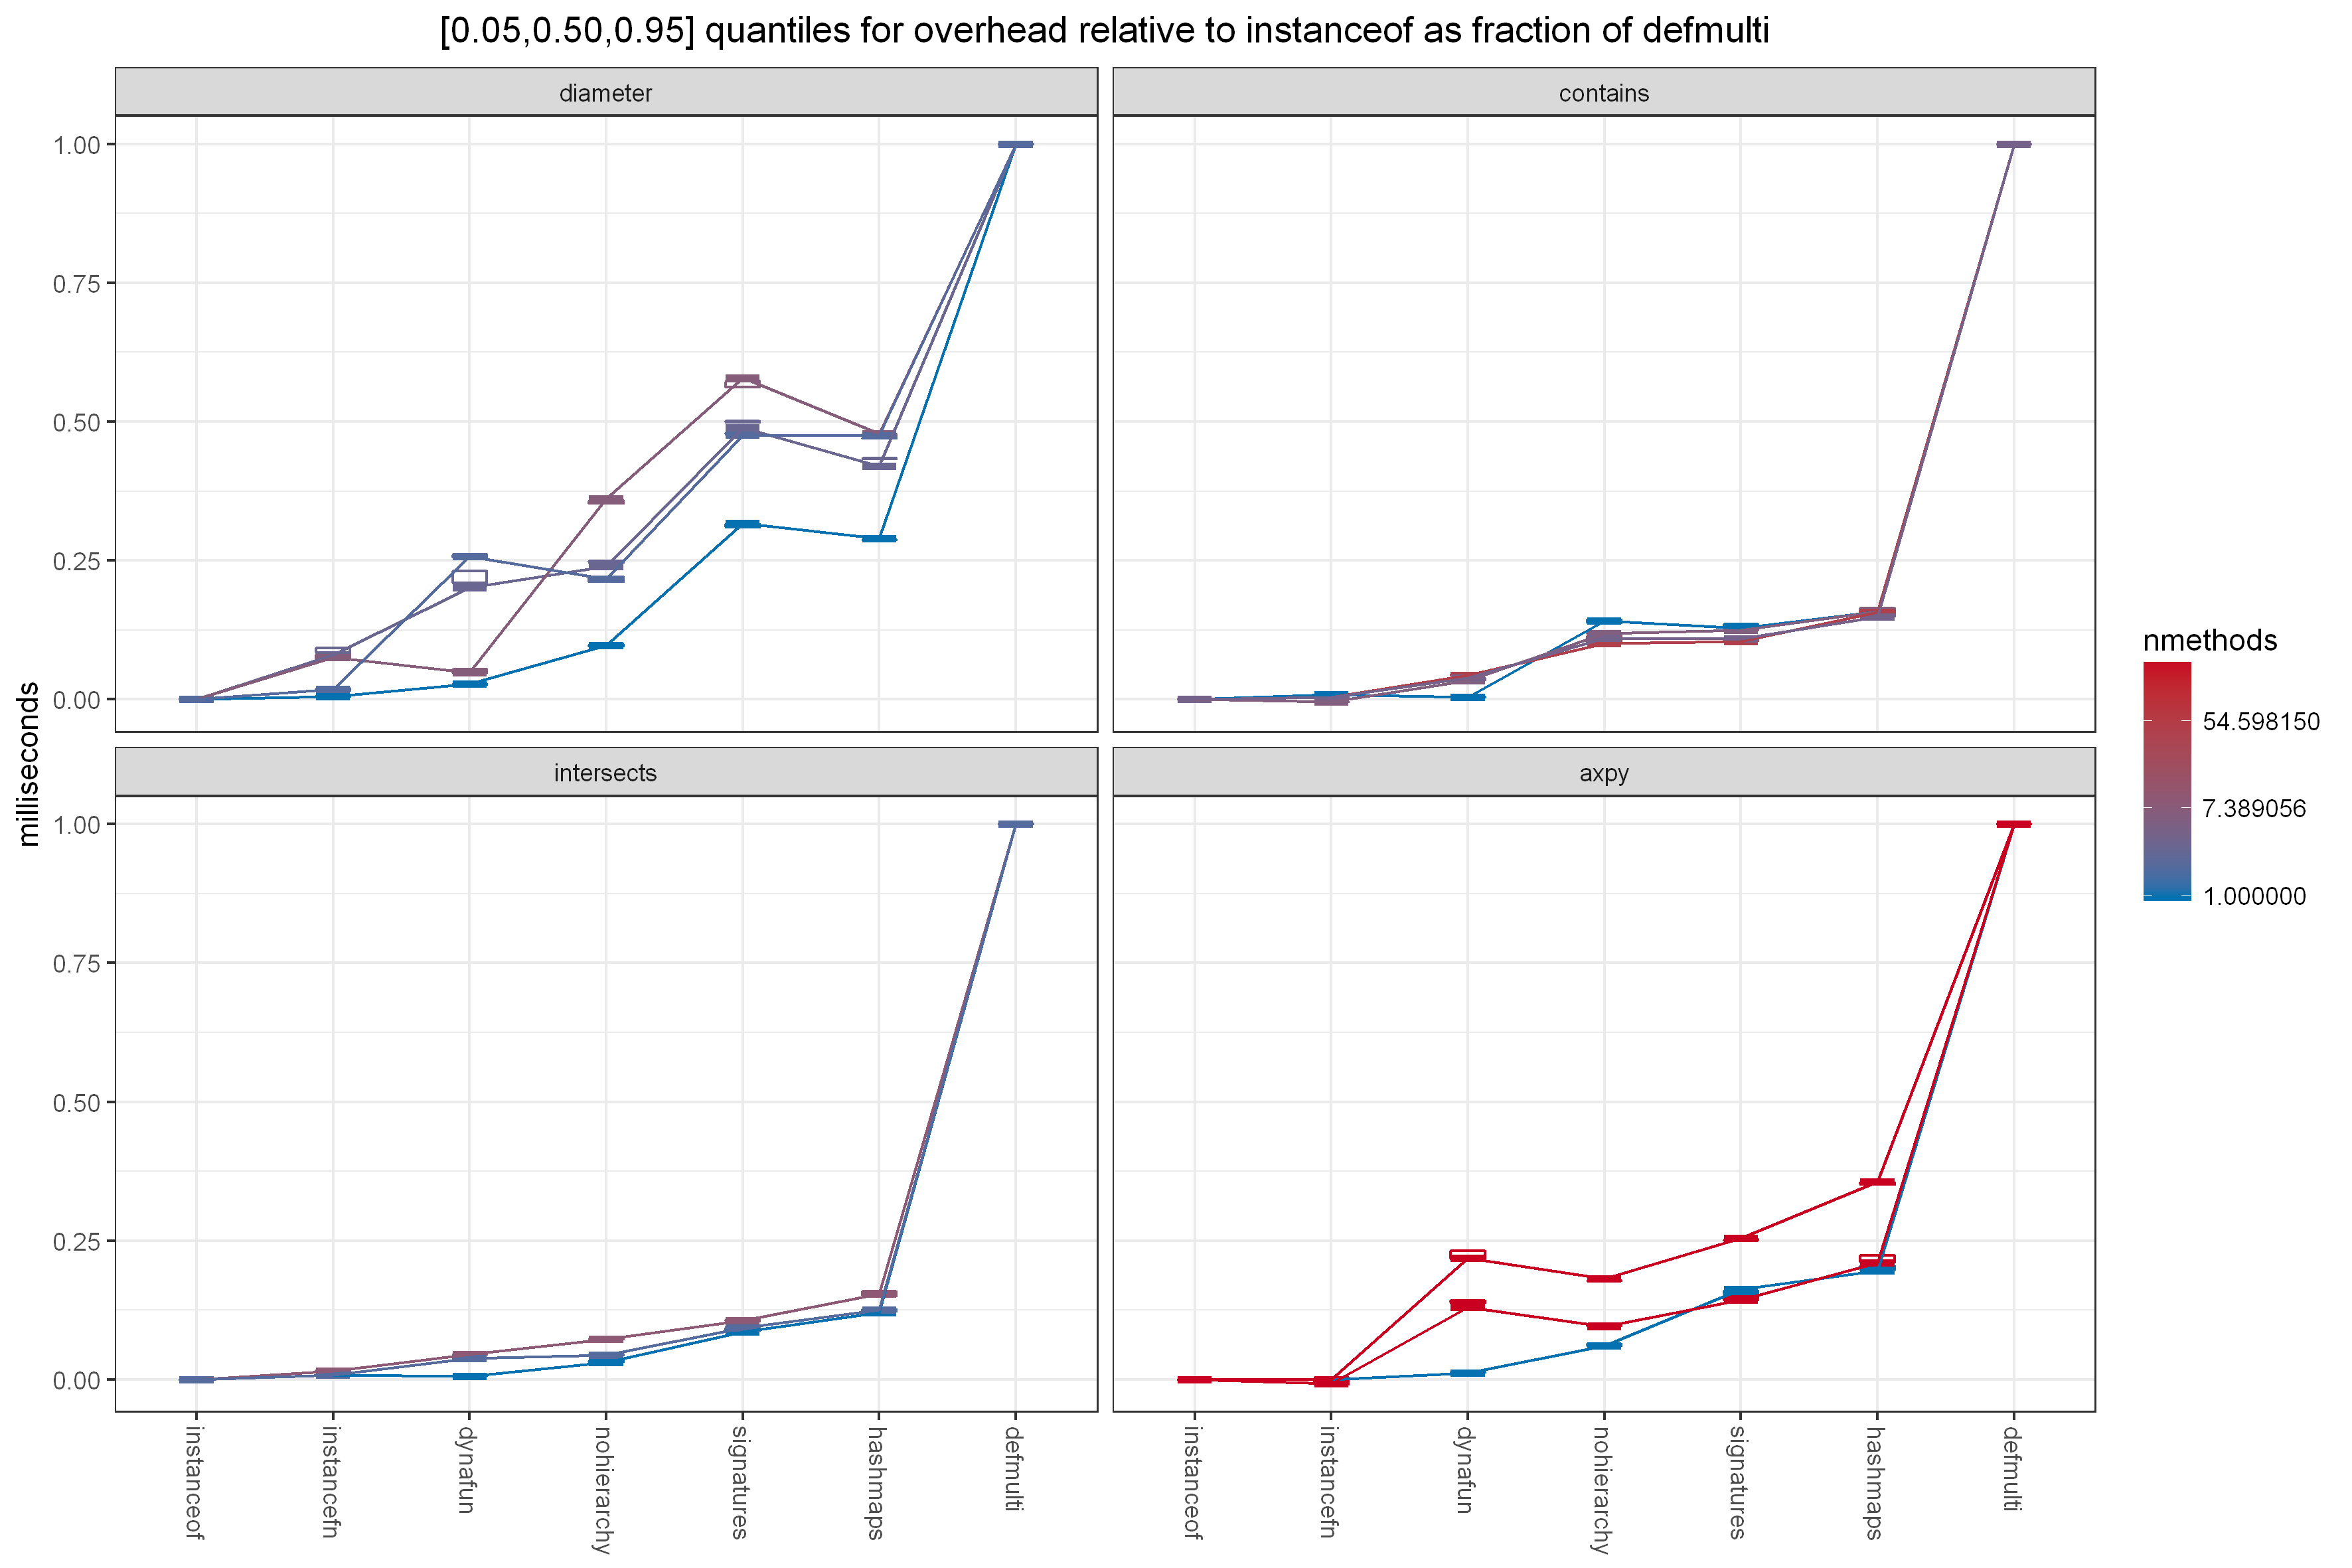 [0.05,0.50,0.95] quantiles for overhead relative to instanceof as fraction of defmulti
diameter
contains
1.00
0.75
0.50
0.25
0.00
intersects
axpy
1.00
0.75
0.50
0.25
0.00
milliseconds
instanceof
instancefn
dynafun
nohierarchy
signatures
hashmaps
defmulti
instanceof
instancefn
dynafun
nohierarchy
signatures
hashmaps
defmulti
nmethods
54.598150
7.389056
1.000000